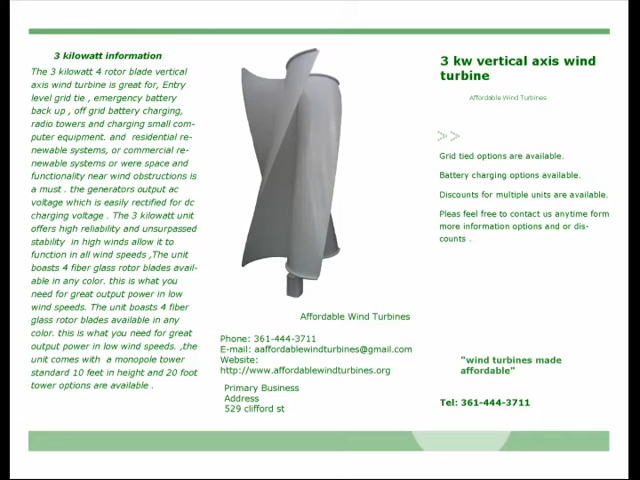 3 kilowatt information
The 3 kilowatt 4 rotor blade vertical
axis wind turbine is great for, Entry
level grid tie , emergency battery
back up , off grid battery charging,
radio towers and charging small com-
puter equipment. and  residential re-
newable systems, or commercial re-
newable systems or were space and
functionality near wind obstructions is
a must . the generators output ac
voltage which is easily rectified for dc
charging voltage . The 3 kilowatt unit
offers high reliability and unsurpassed
stability  in high winds allow it to
function in all wind speeds ,The unit
boasts 4 fiber glass rotor blades avail-
able in any color. this is what you
need for great output power in low
wind speeds. The unit boasts 4 fiber
glass rotor blades available in any
color. this is what you need for great
output power in low wind speeds. ,the
unit comes with  a monopole tower
standard 10 feet in height and 20 foot
tower options are available .
Affordable Wind Turbines
Phone: 361-444-3711
E-mail: aaffordablewindturbines@gmail.com
Website:
http://www.affordablewindturbines.org
Primary Business
Address
529 clifford st
3 kw vertical axis wind
turbine
Affordable Wind Turbines
>>
Grid tied options are available.
Battery charging options available.
Discounts for multiple units are available.
Pleas feel free to contact us anytime form
more information options and or dis-
counts .
"wind turbines made
affordable"
Tel: 361-444-3711